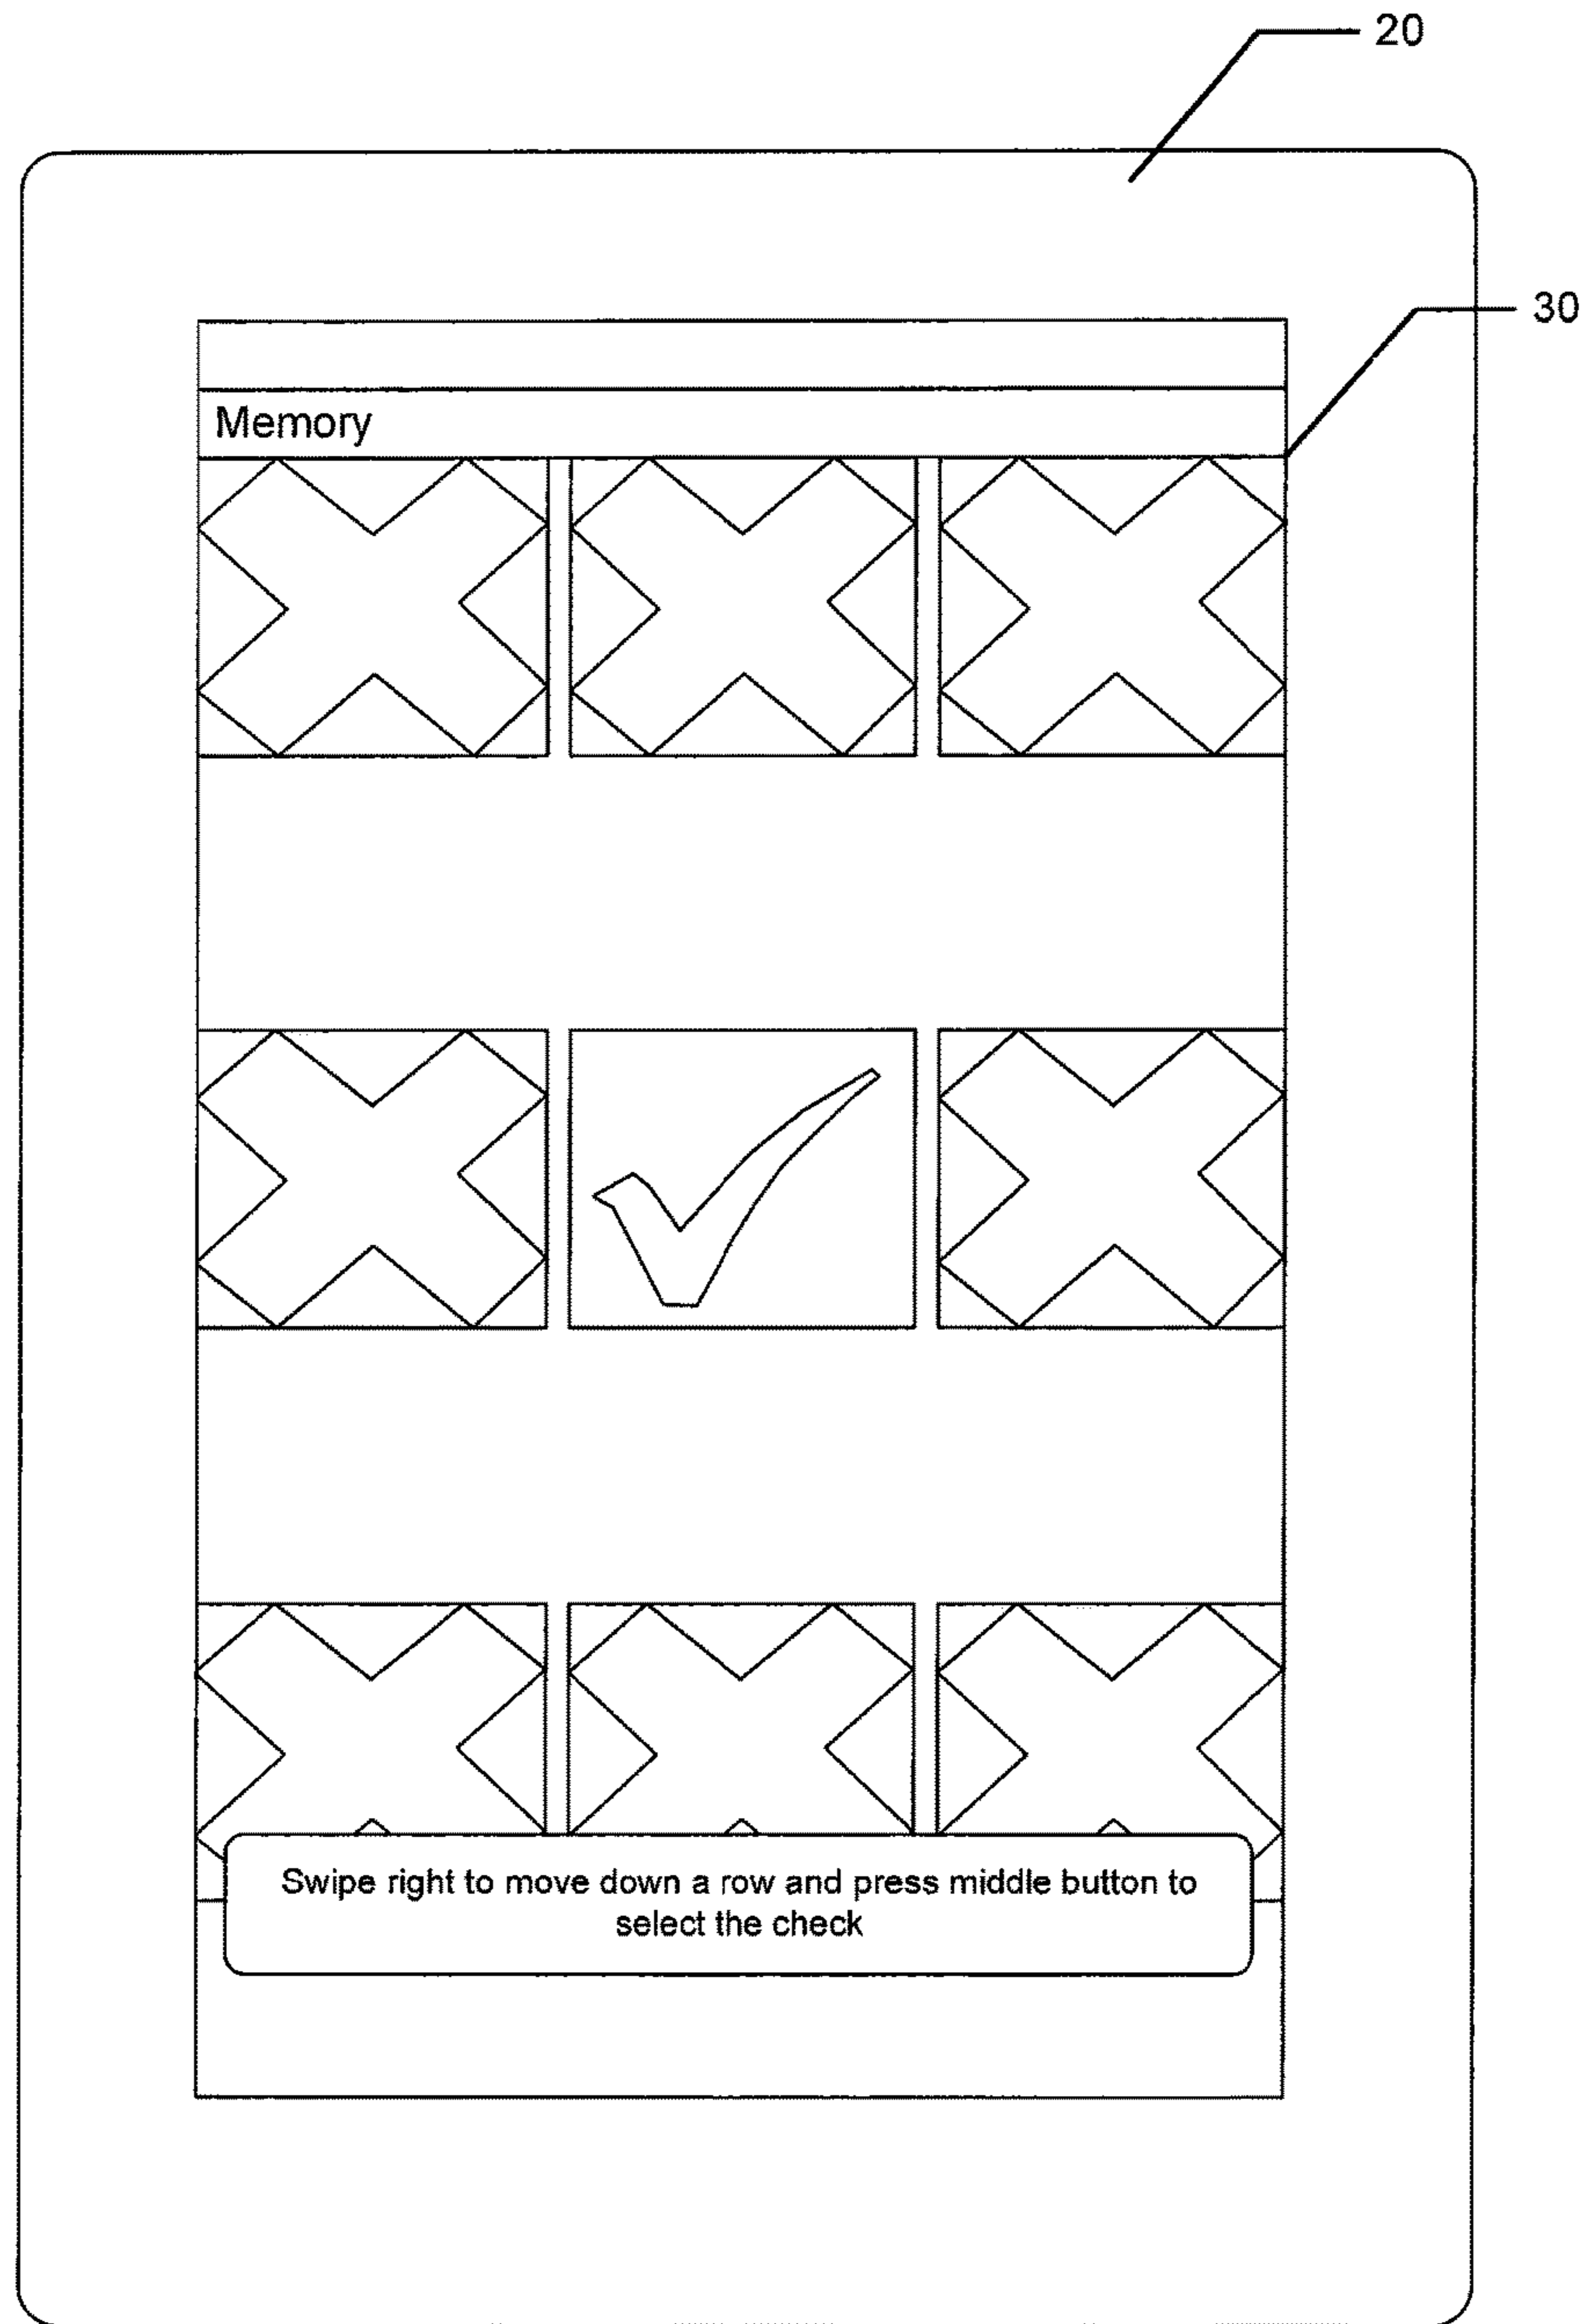 20
30
Memory
Swipe right to move down a row and press middle button to
select the check